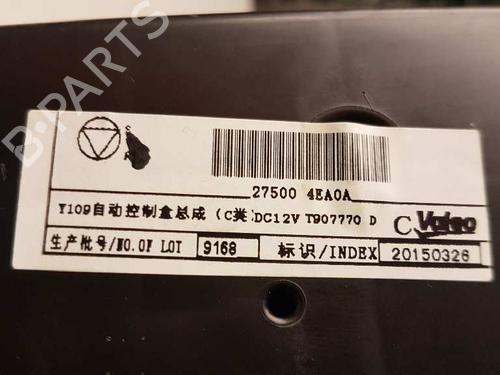 B-PARTS
S
R
27500 4EA0A
Y109自动控制盒总成 (C类)DC12V T907770 D
C Valeo
生产批号/NO.OF LOT 9168 标识/INDEX 20150326